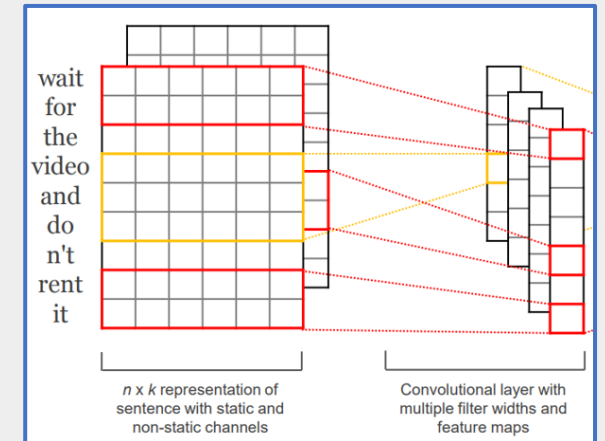 wait
for
the
video
and
do
n't
rent
it
n x k representation of
sentence with static and
non-static channels
Convolutional layer with
multiple filter widths and
feature maps